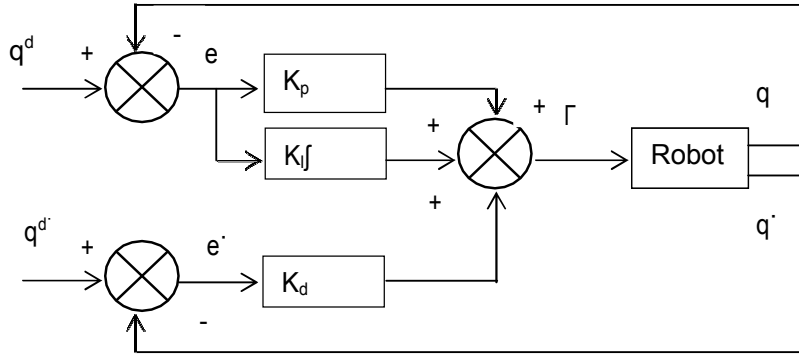 -
q^d + e K_p + Γ q
+ K_I∫ Robot
+
q^d˙ + e˙ K_d q˙
-